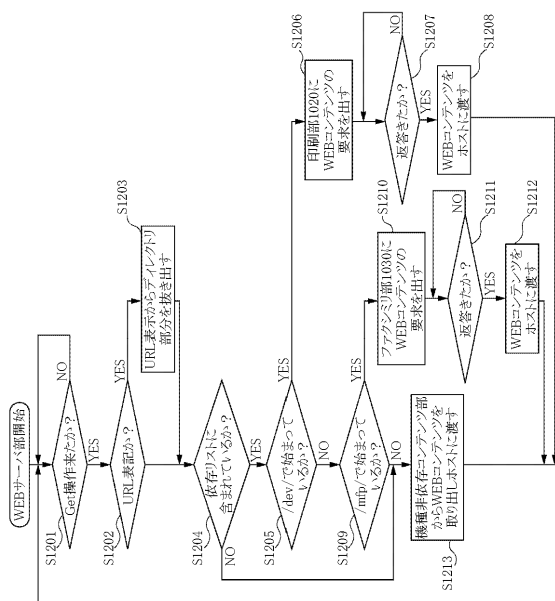 WEBサーバ部開始
S1201
Get操作来たか？
NO
YES
S1202
URL表記か？
YES
S1203
URL表示からディレクトリ
部分を抜き出す
S1204
依存リストに
含まれているか？
NO
YES
S1205
/dev/で始まって
いるか？
YES
NO
S1206
印刷部1020に
WEBコンテンツの
要求を出す
S1207
返答きたか？
NO
YES
S1208
WEBコンテンツを
ホストに渡す
S1209
/mfp/で始まって
いるか？
YES
NO
S1210
ファクシミリ部1030に
WEBコンテンツの
要求を出す
S1211
返答きたか？
NO
YES
S1212
WEBコンテンツを
ホストに渡す
S1213
機種非依存コンテンツ部
からWEBコンテンツを
取り出しホストに渡す